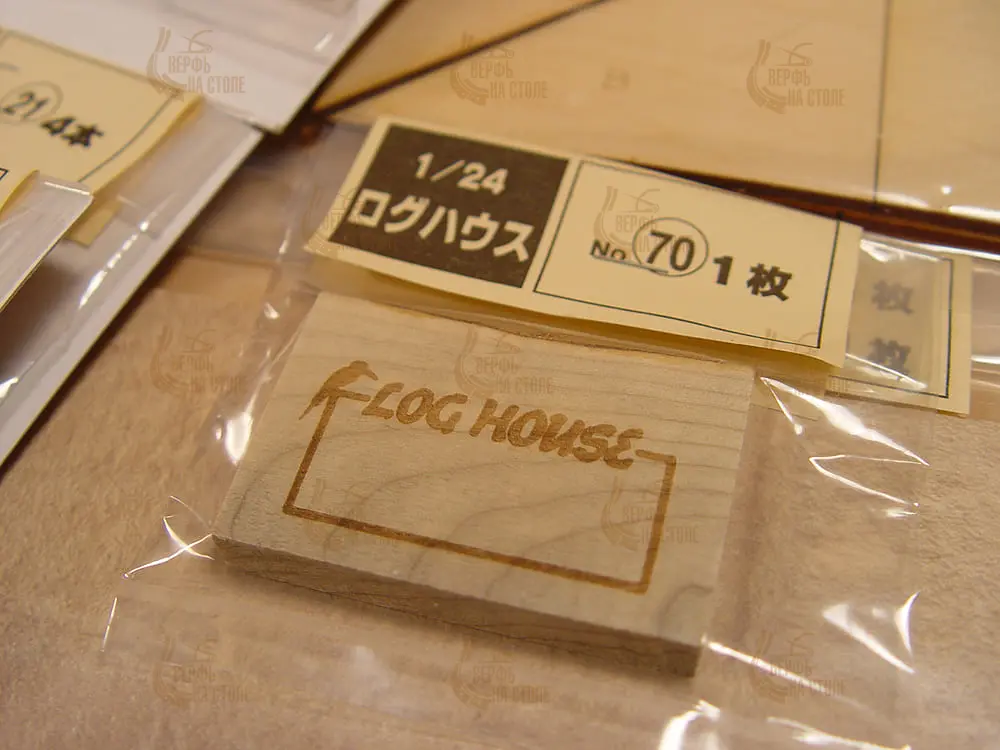 21 4本
1/24
ログハウス
No. 70 1枚
枚
枚
LOG HOUSE
ВЕРФЬ
НА СТОЛЕ